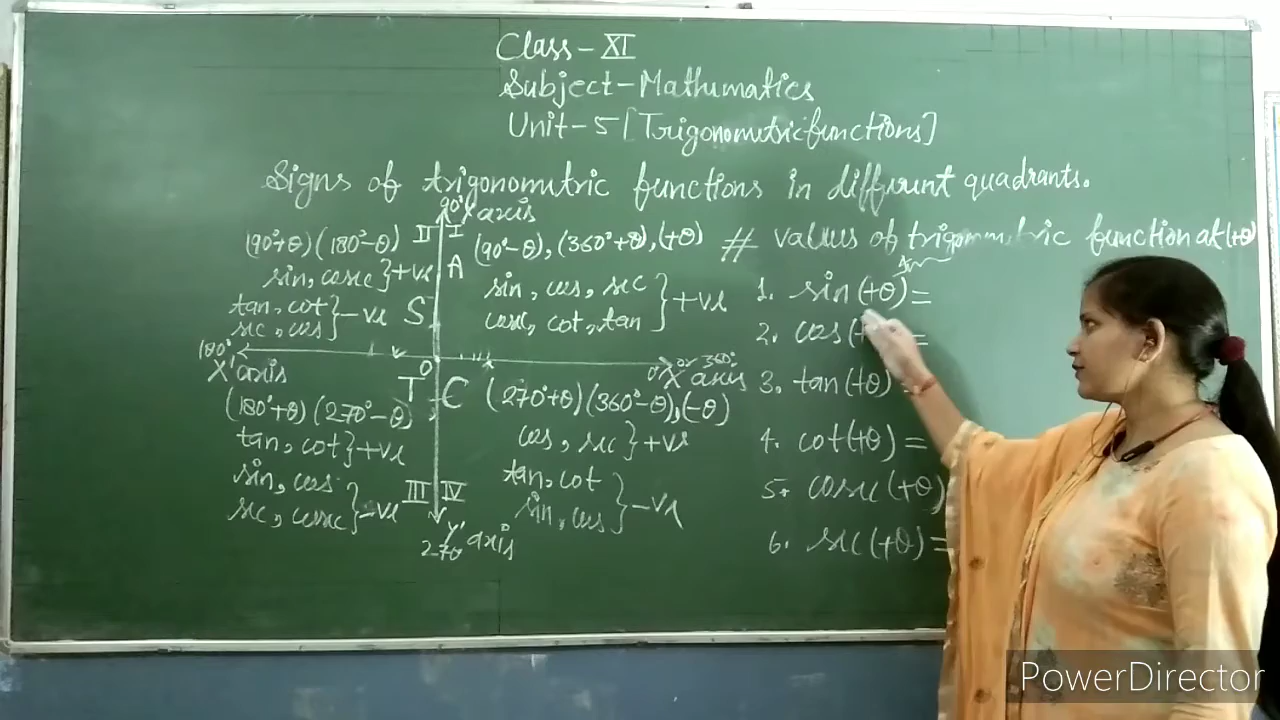 Class - XI
Subject - Mathematics
Unit - 5 [Trigonometric functions]
Signs of trigonometric functions in different quadrants.
90° Y axis
(90°+θ) (180°-θ) II
sin, cosec } +ve
tan, cot
sec, cos } -ve
S
I
A
(90°-θ), (360°+θ), (+θ)
sin, cos, sec
cosec, cot, tan } +ve
180°
X' axis
O
0° or 360°
X axis
T
(180°+θ) (270°-θ)
tan, cot } +ve
sin, cos
sec, cosec } -ve
III
C
(270°+θ) (360°-θ), (-θ)
cos, sec } +ve
tan, cot
sin, cos } -ve
IV
Y' axis
270
# values of trigonometric function at (+θ)
1. sin (+θ) =
2. cos (+ =
3. tan (+θ) =
4. cot (+θ) =
5. cosec (+θ)
6. sec (+θ) =
PowerDirector